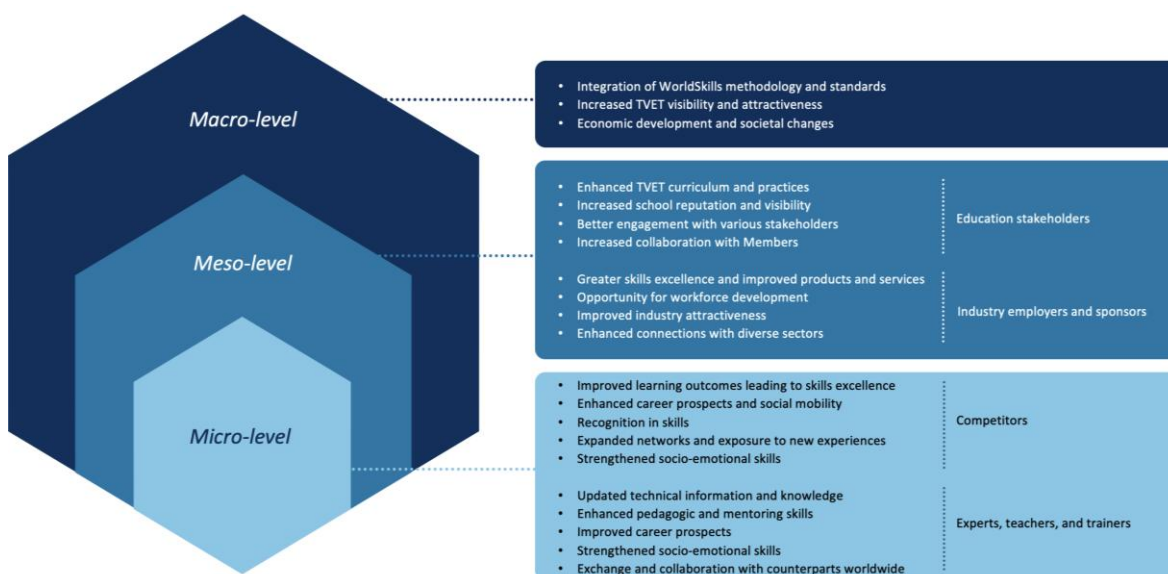 Macro-level
• Integration of WorldSkills methodology and standards
• Increased TVET visibility and attractiveness
• Economic development and societal changes
Meso-level
• Enhanced TVET curriculum and practices
• Increased school reputation and visibility
• Better engagement with various stakeholders
• Increased collaboration with Members
Education stakeholders
• Greater skills excellence and improved products and services
• Opportunity for workforce development
• Improved industry attractiveness
• Enhanced connections with diverse sectors
Industry employers and sponsors
Micro-level
• Improved learning outcomes leading to skills excellence
• Enhanced career prospects and social mobility
• Recognition in skills
• Expanded networks and exposure to new experiences
• Strengthened socio-emotional skills
Competitors
• Updated technical information and knowledge
• Enhanced pedagogic and mentoring skills
• Improved career prospects
• Strengthened socio-emotional skills
• Exchange and collaboration with counterparts worldwide
Experts, teachers, and trainers